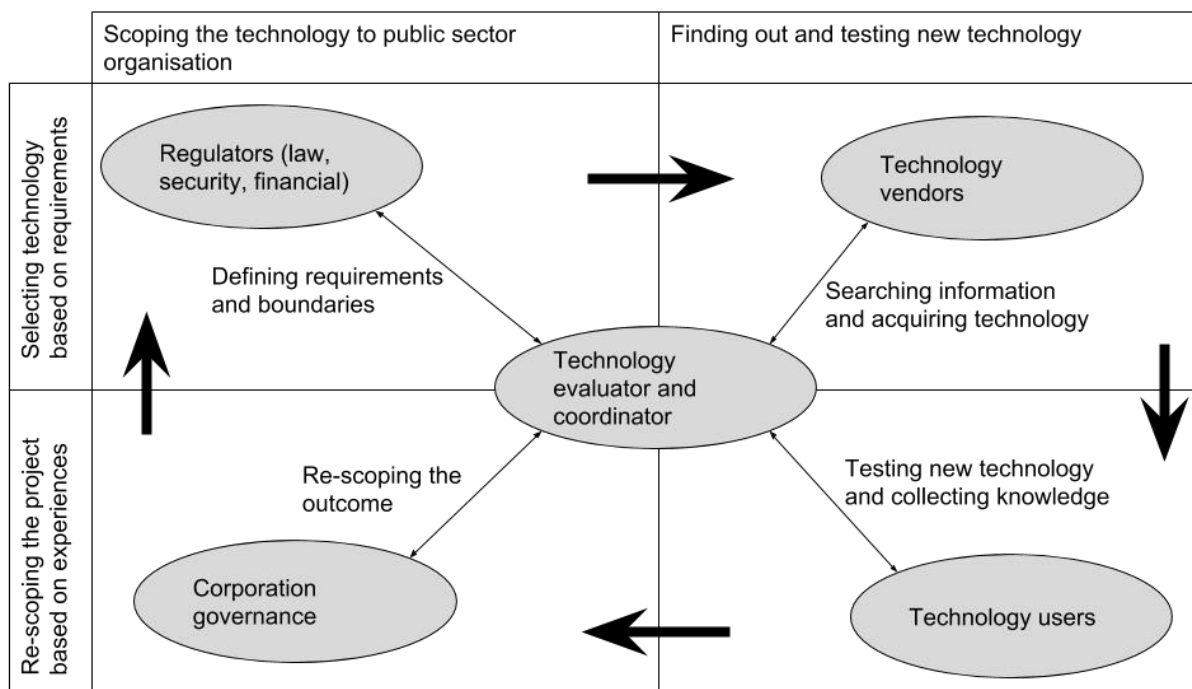 Scoping the technology to public sector
organisation
Finding out and testing new technology
Selecting technology
based on requirements
Regulators (law,
security, financial)
Technology
vendors
Defining requirements
and boundaries
Searching information
and acquiring technology
Technology
evaluator and
coordinator
Re-scoping the project
based on experiences
Re-scoping the
outcome
Testing new technology
and collecting knowledge
Corporation
governance
Technology users